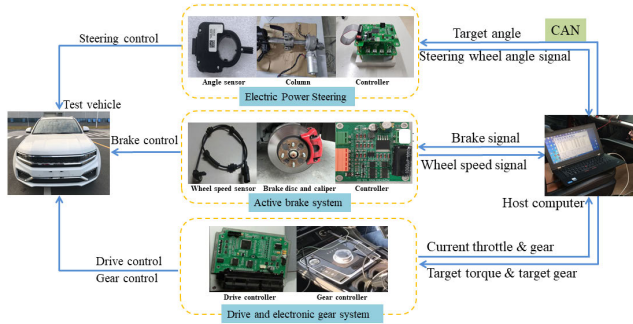 Steering control
Target angle
CAN
Steering wheel angle signal
Angle sensor
Column
Controller
Electric Power Steering
Test vehicle
Brake control
Brake signal
Wheel speed signal
Wheel speed sensor
Brake disc and caliper
Controller
Active brake system
Host computer
Drive control
Gear control
Current throttle & gear
Target torque & target gear
Drive controller
Gear controller
Drive and electronic gear system